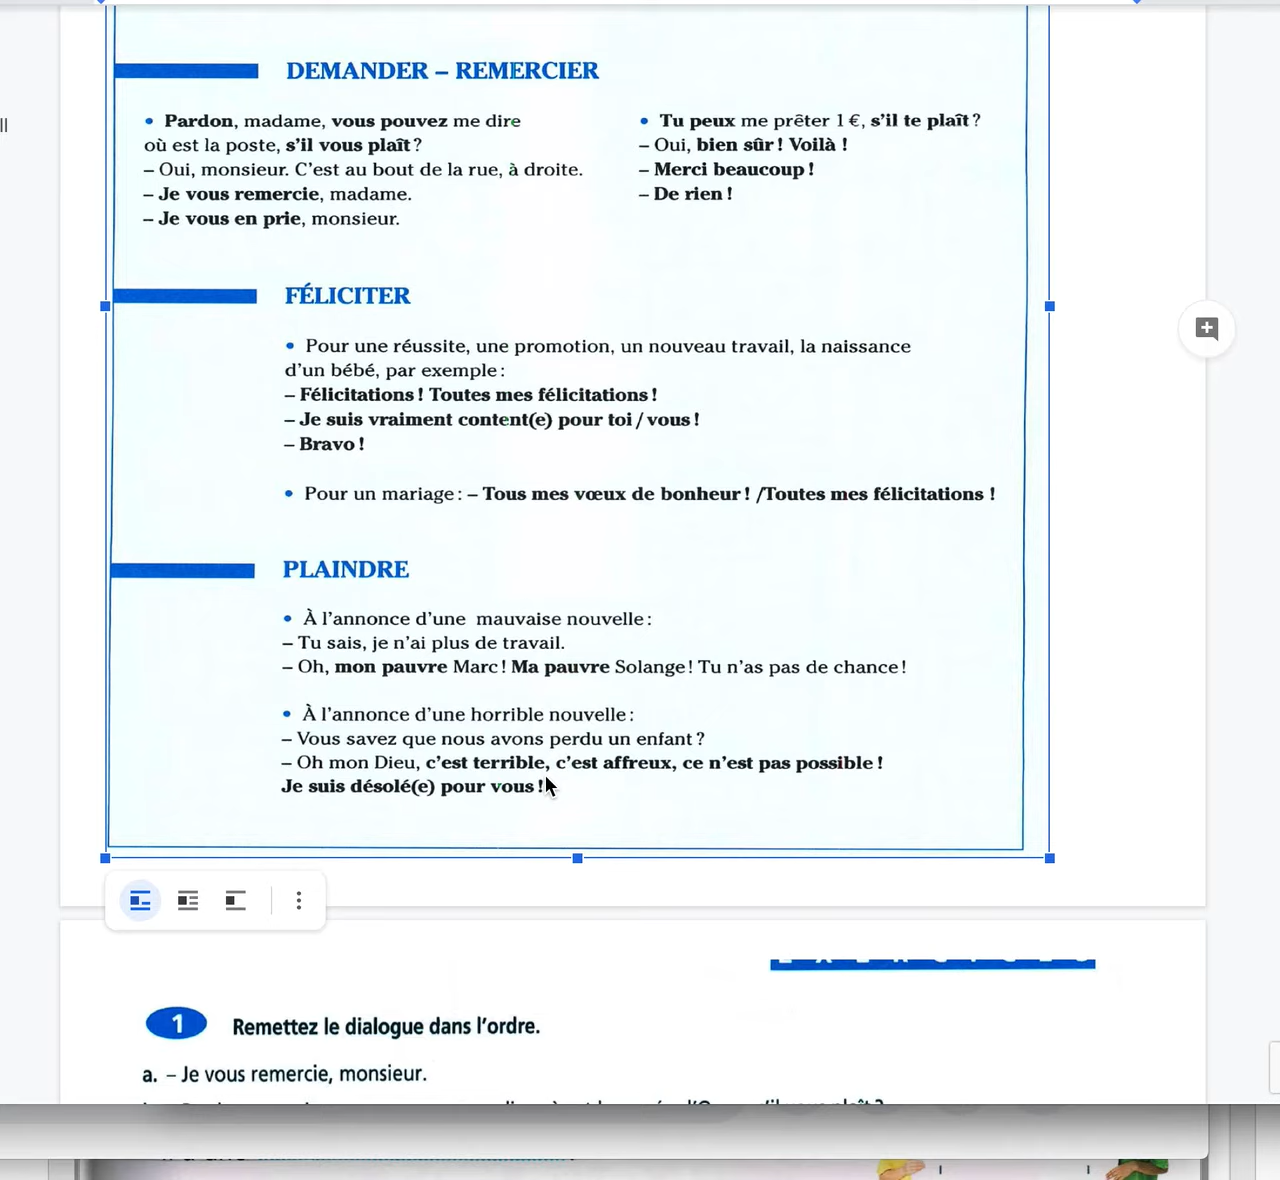 DEMANDER – REMERCIER
• Pardon, madame, vous pouvez me dire
où est la poste, s'il vous plaît ?
– Oui, monsieur. C'est au bout de la rue, à droite.
– Je vous remercie, madame.
– Je vous en prie, monsieur.
• Tu peux me prêter 1 €, s'il te plaît ?
– Oui, bien sûr ! Voilà !
– Merci beaucoup !
– De rien !
FÉLICITER
• Pour une réussite, une promotion, un nouveau travail, la naissance
d'un bébé, par exemple :
– Félicitations ! Toutes mes félicitations !
– Je suis vraiment content(e) pour toi / vous !
– Bravo !
• Pour un mariage : – Tous mes vœux de bonheur ! /Toutes mes félicitations !
PLAINDRE
• À l'annonce d'une mauvaise nouvelle :
– Tu sais, je n'ai plus de travail.
– Oh, mon pauvre Marc ! Ma pauvre Solange ! Tu n'as pas de chance !
• À l'annonce d'une horrible nouvelle :
– Vous savez que nous avons perdu un enfant ?
– Oh mon Dieu, c'est terrible, c'est affreux, ce n'est pas possible !
Je suis désolé(e) pour vous !
1 Remettez le dialogue dans l'ordre.
a. – Je vous remercie, monsieur.